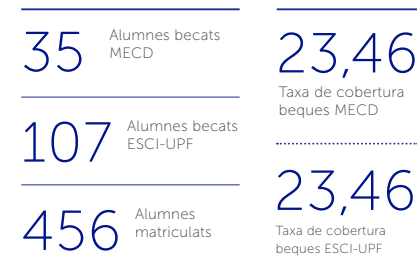 35
Alumnes becats
MECD
107
Alumnes becats
ESCI-UPF
456
Alumnes
matriculats
23,46
Taxa de cobertura
beques MECD
23,46
Taxa de cobertura
beques ESCI-UPF